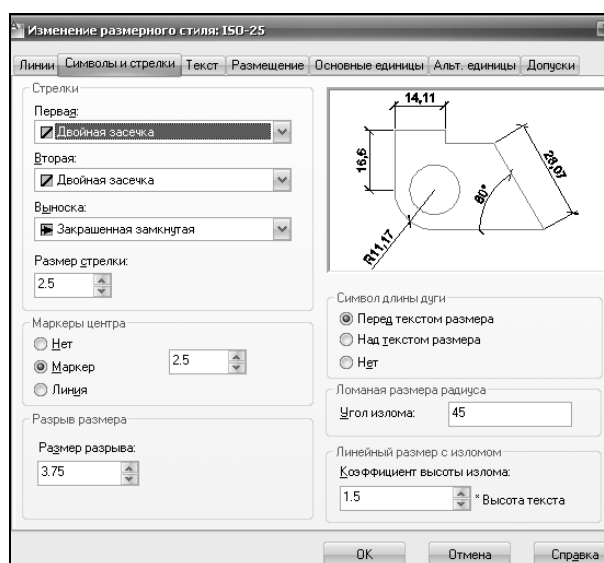 Изменение размерного стиля: ISO-25
Линии Символы и стрелки Текст Размещение Основные единицы Альт. единицы Допуски
Стрелки
Первая:
Двойная засечка
Вторая:
Двойная засечка
Выноска:
Закрашенная замкнутая
Размер стрелки:
2.5
Маркеры центра
Нет
Маркер
2.5
Линия
Разрыв размера
Размер разрыва:
3.75
14,11
16,6
28,07
60°
R11,17
Символ длины дуги
Перед текстом размера
Над текстом размера
Нет
Ломаная размера радиуса
Угол излома: 45
Линейный размер с изломом
Коэффициент высоты излома:
1.5 * Высота текста
ОК Отмена Справка